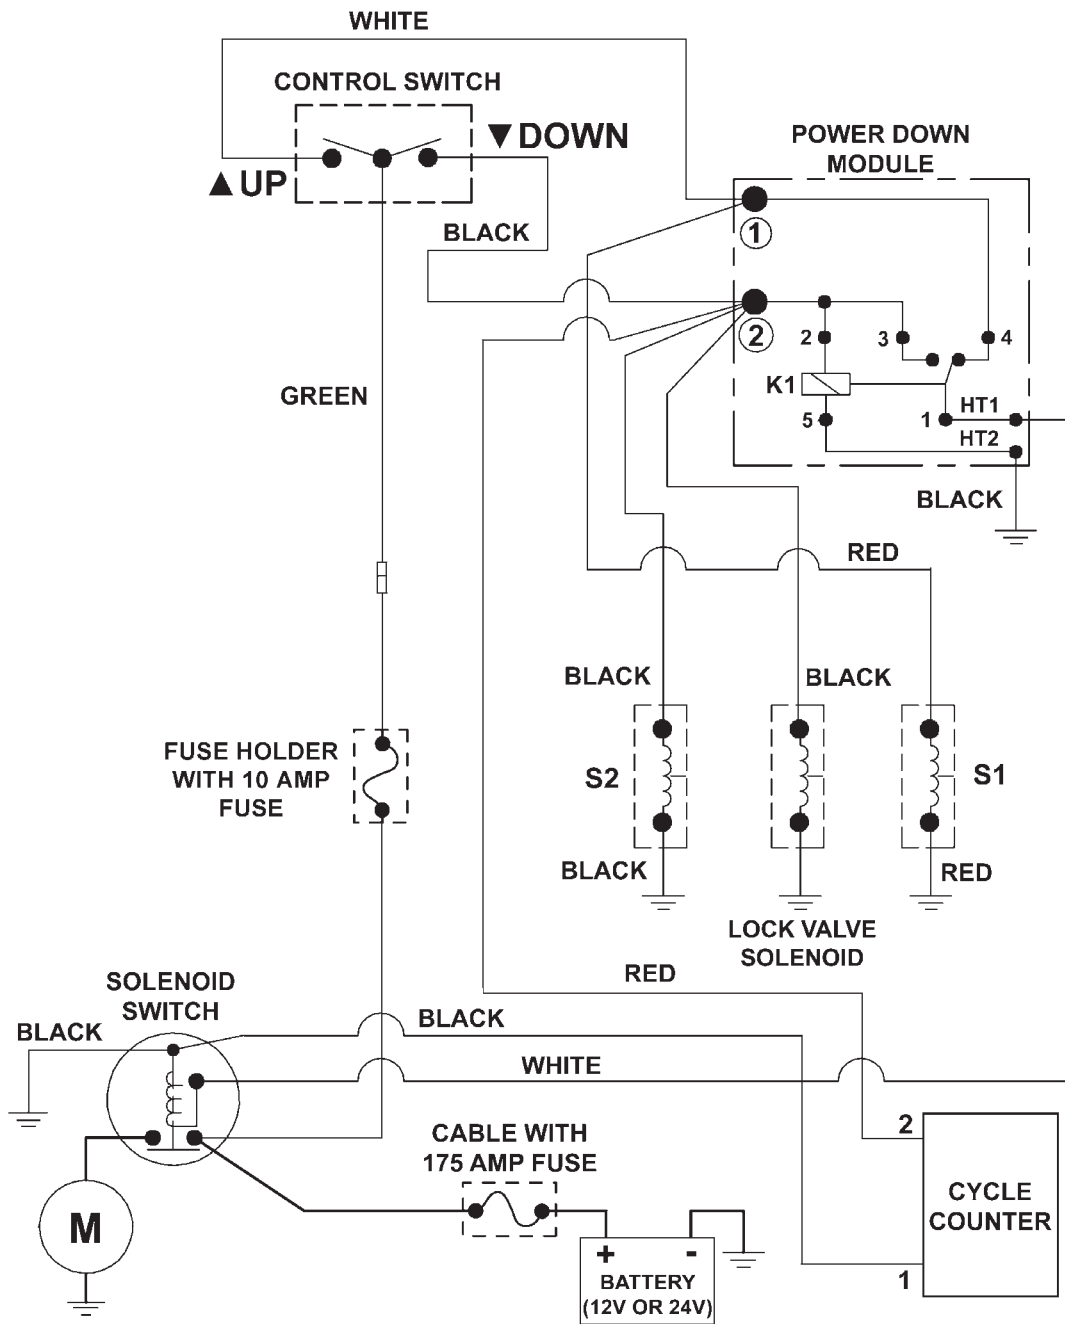 WHITE
CONTROL SWITCH
▲UP
▼DOWN
BLACK
POWER DOWN
MODULE
1
2
2
3
4
K1
5
1
HT1
HT2
BLACK
GREEN
RED
BLACK
BLACK
FUSE HOLDER
WITH 10 AMP
FUSE
S2
S1
BLACK
RED
LOCK VALVE
SOLENOID
RED
SOLENOID
SWITCH
BLACK
BLACK
WHITE
CABLE WITH
175 AMP FUSE
M
+ -
BATTERY
(12V OR 24V)
2
CYCLE
COUNTER
1